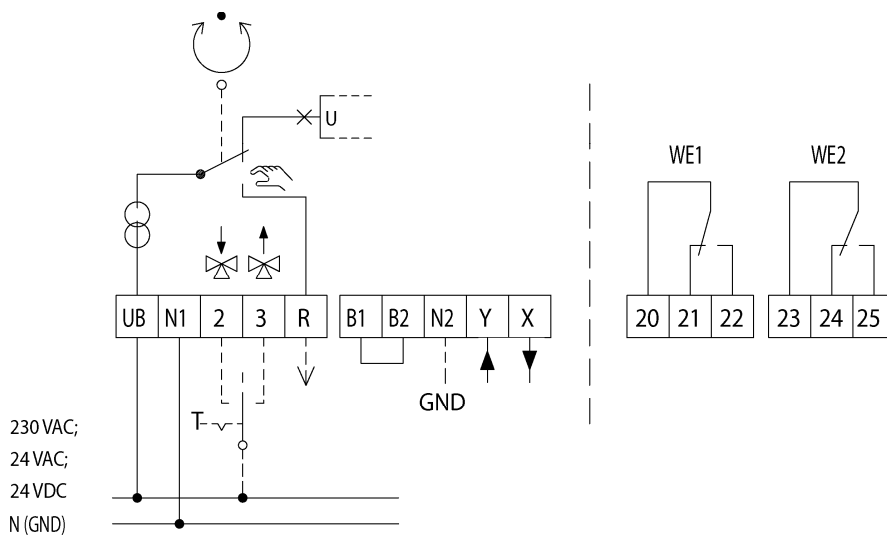 U
WE1
WE2
UB N1 2 3 R
B1 B2 N2 Y X
20 21 22
23 24 25
GND
T
230 VAC;
24 VAC;
24 VDC
N (GND)